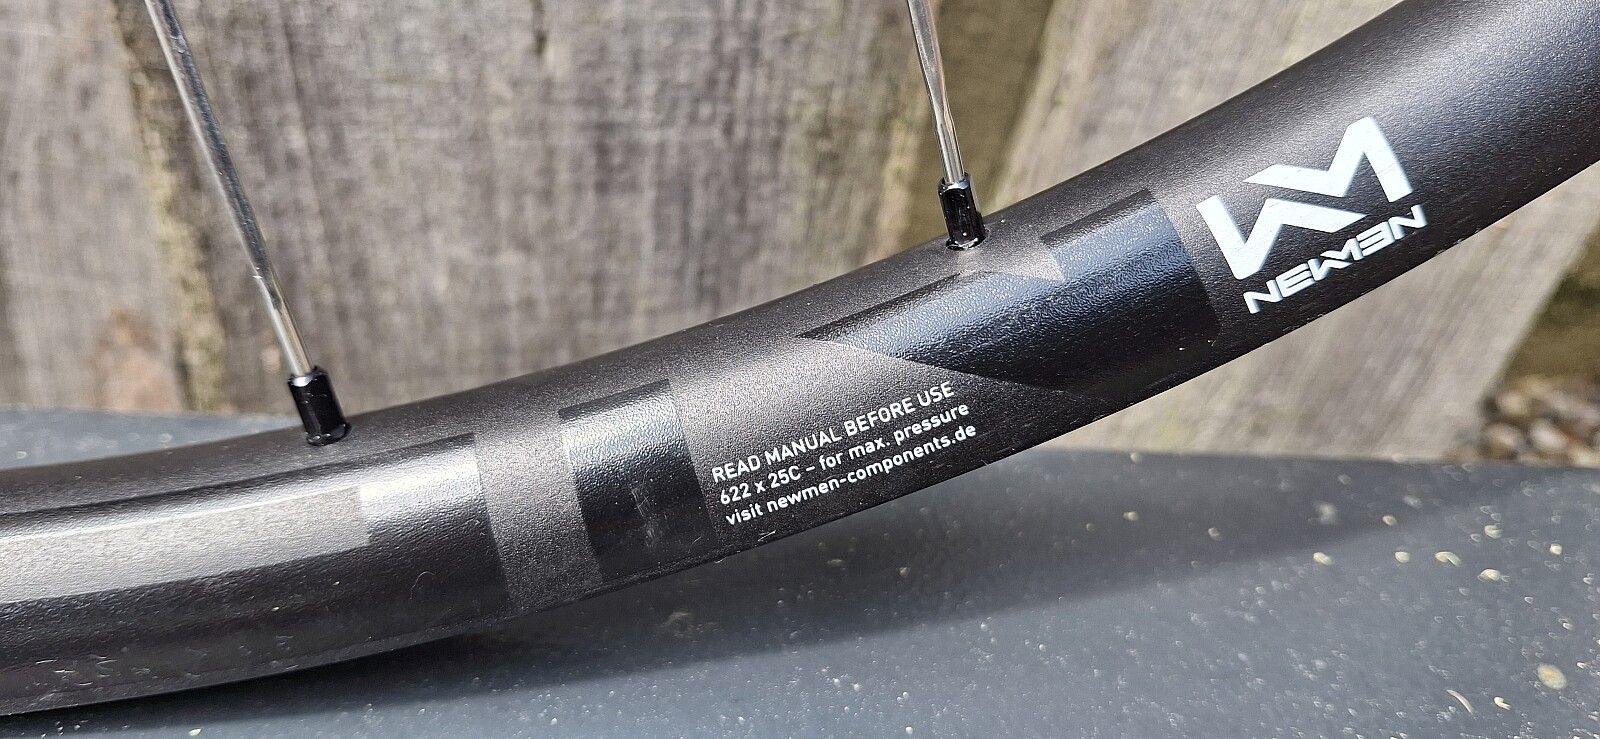 READ MANUAL BEFORE USE
622 x 25C – for max. pressure
visit newmen-components.de
NEWMEN